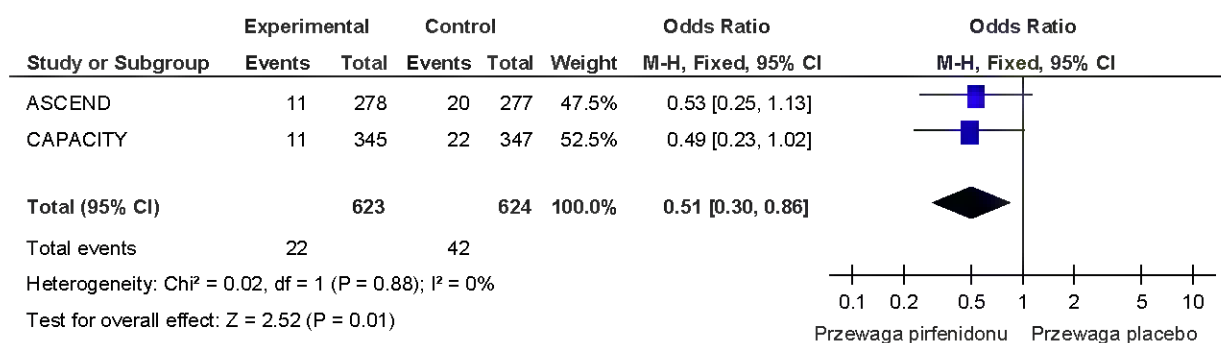 Experimental Control Odds Ratio Odds Ratio
Study or Subgroup Events Total Events Total Weight M-H, Fixed, 95% CI M-H, Fixed, 95% CI
ASCEND 11 278 20 277 47.5% 0.53 [0.25, 1.13]
CAPACITY 11 345 22 347 52.5% 0.49 [0.23, 1.02]
Total (95% CI) 623 624 100.0% 0.51 [0.30, 0.86]
Total events 22 42
Heterogeneity: Chi² = 0.02, df = 1 (P = 0.88); I² = 0%
Test for overall effect: Z = 2.52 (P = 0.01)
0.1 0.2 0.5 1 2 5 10
Przewaga pirfenidonu Przewaga placebo